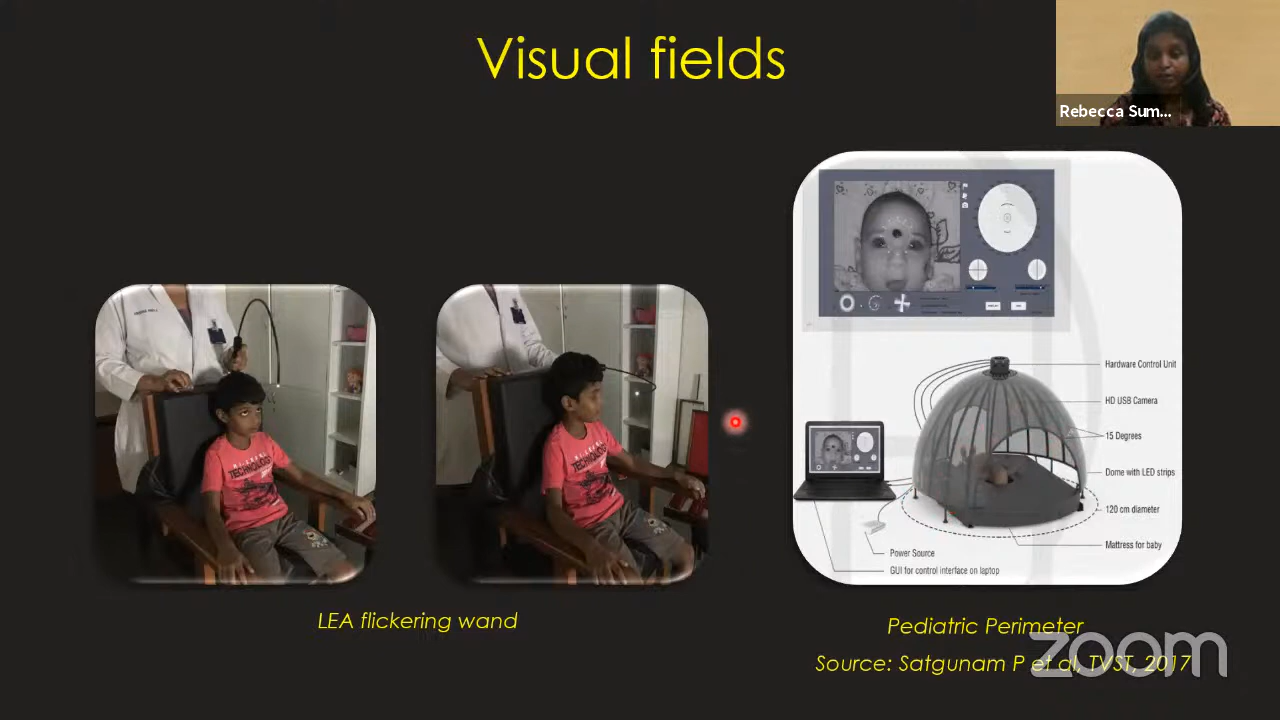 Visual fields
Rebecca Sum...
Hardware Control Unit
HD USB Camera
15 Degrees
Dome with LED strips
120 cm diameter
Mattress for baby
Power Source
GUI for control interface on laptop
TECHNOLOGY
TECHNOLOGY
LEA flickering wand
Pediatric Perimeter
Source: Satgunam P et al, TVST, 2017
zoom